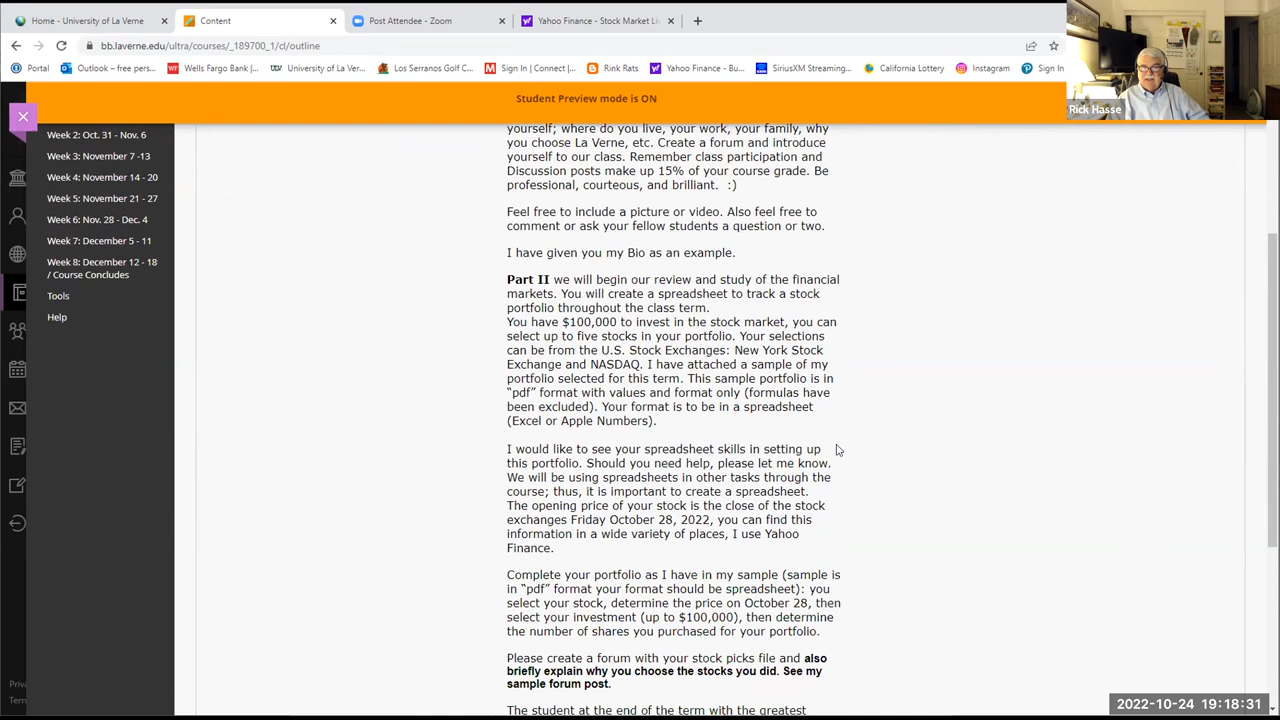 Home - University of La Verne
Content
Post Attendee - Zoom
Yahoo Finance - Stock Market Li
bb.laverne.edu/ultra/courses/_189700_1/cl/outline
Portal
Outlook – free pers...
Wells Fargo Bank |...
University of La Ver...
Los Serranos Golf C...
Sign In | Connect |...
Rink Rats
Yahoo Finance - Bu...
SiriusXM Streaming...
California Lottery
Instagram
Sign In
Student Preview mode is ON
Rick Hasse
Week 2: Oct. 31 - Nov. 6
Week 3: November 7 -13
Week 4: November 14 - 20
Week 5: November 21 - 27
Week 6: Nov. 28 - Dec. 4
Week 7: December 5 - 11
Week 8: December 12 - 18
/ Course Concludes
Tools
Help
Priv
Term
yourself; where do you live, your work, your family, why
you choose La Verne, etc. Create a forum and introduce
yourself to our class. Remember class participation and
Discussion posts make up 15% of your course grade. Be
professional, courteous, and brilliant. :)
Feel free to include a picture or video. Also feel free to
comment or ask your fellow students a question or two.
I have given you my Bio as an example.
Part II we will begin our review and study of the financial
markets. You will create a spreadsheet to track a stock
portfolio throughout the class term.
You have $100,000 to invest in the stock market, you can
select up to five stocks in your portfolio. Your selections
can be from the U.S. Stock Exchanges: New York Stock
Exchange and NASDAQ. I have attached a sample of my
portfolio selected for this term. This sample portfolio is in
“pdf” format with values and format only (formulas have
been excluded). Your format is to be in a spreadsheet
(Excel or Apple Numbers).
I would like to see your spreadsheet skills in setting up
this portfolio. Should you need help, please let me know.
We will be using spreadsheets in other tasks through the
course; thus, it is important to create a spreadsheet.
The opening price of your stock is the close of the stock
exchanges Friday October 28, 2022, you can find this
information in a wide variety of places, I use Yahoo
Finance.
Complete your portfolio as I have in my sample (sample is
in “pdf” format your format should be spreadsheet): you
select your stock, determine the price on October 28, then
select your investment (up to $100,000), then determine
the number of shares you purchased for your portfolio.
Please create a forum with your stock picks file and also
briefly explain why you choose the stocks you did. See my
sample forum post.
The student at the end of the term with the greatest
2022-10-24 19:18:31